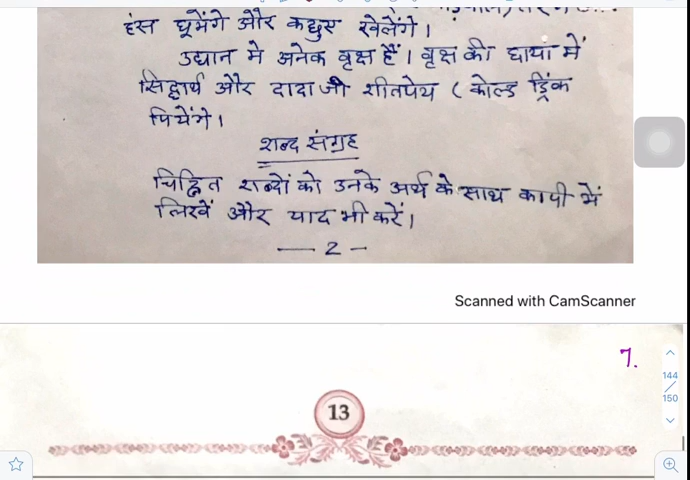 हंस घूमेंगे और कछुए खेलेंगे।
उद्यान मे अनेक वृक्ष हैं। वृक्ष की छाया में
सिद्धार्थ और दादा जी शीतपेय ( कोल्ड ड्रिंक
पियेंगे।
शब्द संग्रह
चिह्नित शब्दों को उनके अर्थ के साथ कापी में
लिखें और याद भी करें।
— 2 –
Scanned with CamScanner
7.
144
150
13